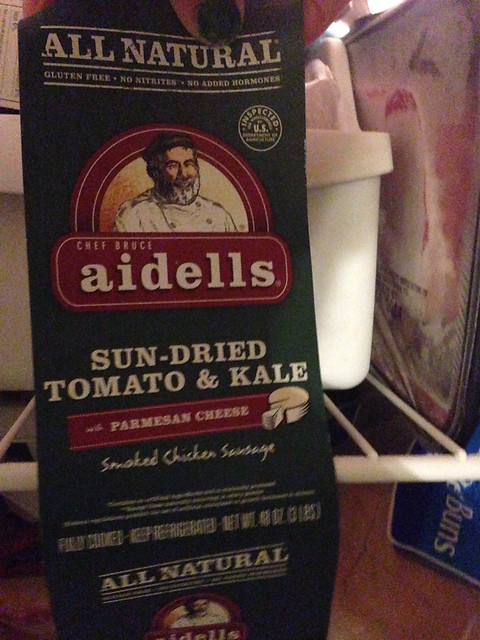 ALL NATURAL
GLUTEN FREE • NO NITRITES • NO ADDED HORMONES
INSPECTED
U.S.
DEPARTMENT OF
AGRICULTURE
CHEF BRUCE
aidells
SUN-DRIED
TOMATO & KALE
with PARMESAN CHEESE
Smoked Chicken Sausage
FULLY COOKED - KEEP REFRIGERATED - NET WT. 48 OZ. (3 LBS)
ALL NATURAL
aidells
Buns